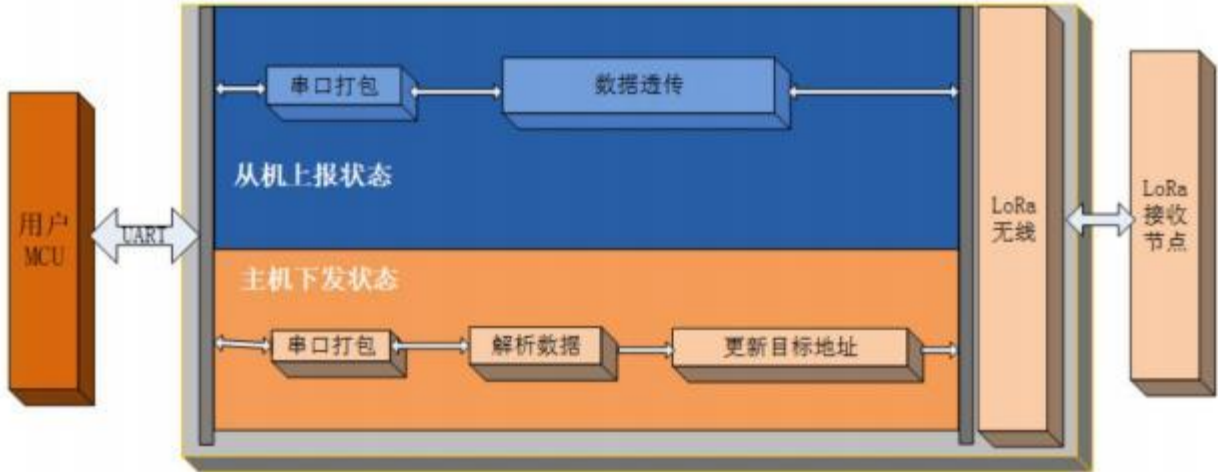 串口打包
数据透传
从机上报状态
用户
MCU
UART
LoRa
无线
LoRa
接收
节点
主机下发状态
串口打包
解析数据
更新目标地址